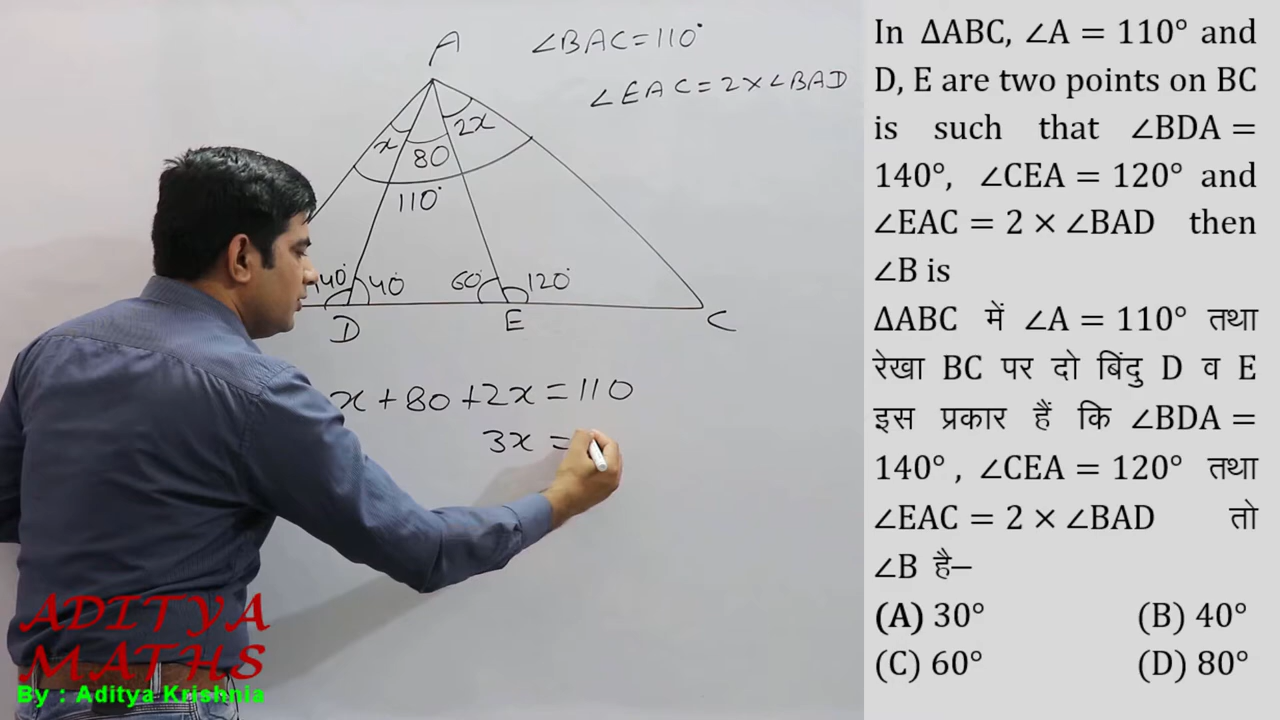 A
∠BAC=110°
∠EAC=2×∠BAD
x
80
2x
110°
40°
60°
120°
D
E
C
x+80+2x=110
3x =
ADITYA
MATHS
By : Aditya Krishnia
In ΔABC, ∠A = 110° and
D, E are two points on BC
is such that ∠BDA =
140°, ∠CEA = 120° and
∠EAC = 2 × ∠BAD then
∠B is
ΔABC में ∠A = 110° तथा
रेखा BC पर दो बिंदु D व E
इस प्रकार हैं कि ∠BDA =
140° , ∠CEA = 120° तथा
∠EAC = 2 × ∠BAD तो
∠B है–
(A) 30° (B) 40°
(C) 60° (D) 80°